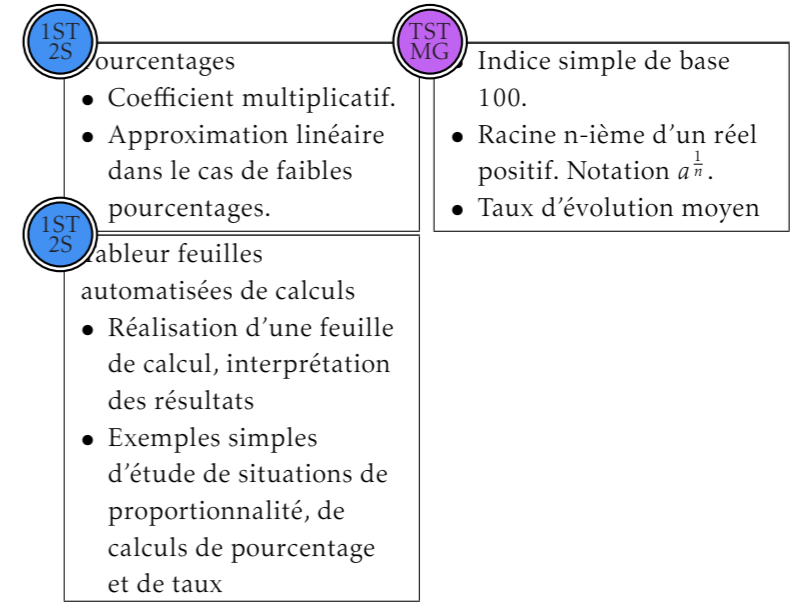 1ST
2S
Pourcentages
• Coefficient multiplicatif.
• Approximation linéaire
dans le cas de faibles
pourcentages.
TST
MG
• Indice simple de base
100.
• Racine n-ième d'un réel
positif. Notation a^{\frac{1}{n}}.
• Taux d'évolution moyen
1ST
2S
Tableur feuilles
automatisées de calculs
• Réalisation d'une feuille
de calcul, interprétation
des résultats
• Exemples simples
d'étude de situations de
proportionnalité, de
calculs de pourcentage
et de taux